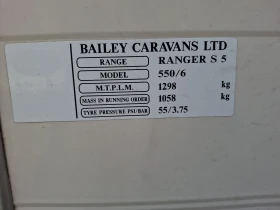 BAILEY CARAVANS LTD
RANGE RANGER S 5
MODEL 550/6
M.T.P.L.M. 1298 kg
MASS IN RUNNING ORDER 1058 kg
TYRE PRESSURE PSI/BAR 55/3.75